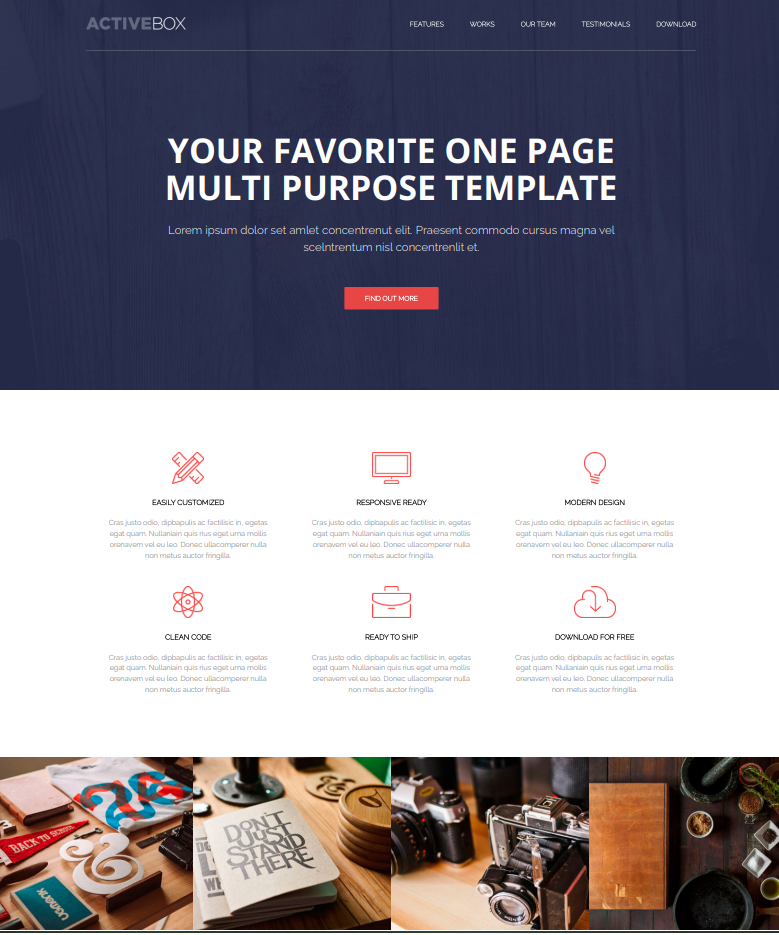 ACTIVEBOX
FEATURES WORKS OUR TEAM TESTIMONIALS DOWNLOAD
YOUR FAVORITE ONE PAGE
MULTI PURPOSE TEMPLATE
Lorem ipsum dolor set amlet concentrenut elit. Praesent commodo cursus magna vel
scelntrentum nisl concentrenlit et.
FIND OUT MORE
EASILY CUSTOMIZED
Cras justo odio, dipbapulis ac factilisic in, egetas
egat quam. Nullaniain quis rius eget urna mollis
orenavem vel eu leo. Donec ullacomperer nulla
non metus auctor fringilla.
RESPONSIVE READY
Cras justo odio, dipbapulis ac factilisic in, egetas
egat quam. Nullaniain quis rius eget urna mollis
orenavem vel eu leo. Donec ullacomperer nulla
non metus auctor fringilla.
MODERN DESIGN
Cras justo odio, dipbapulis ac factilisic in, egetas
egat quam. Nullaniain quis rius eget urna mollis
orenavem vel eu leo. Donec ullacomperer nulla
non metus auctor fringilla.
CLEAN CODE
Cras justo odio, dipbapulis ac factilisic in, egetas
egat quam. Nullaniain quis rius eget urna mollis
orenavem vel eu leo. Donec ullacomperer nulla
non metus auctor fringilla.
READY TO SHIP
Cras justo odio, dipbapulis ac factilisic in, egetas
egat quam. Nullaniain quis rius eget urna mollis
orenavem vel eu leo. Donec ullacomperer nulla
non metus auctor fringilla.
DOWNLOAD FOR FREE
Cras justo odio, dipbapulis ac factilisic in, egetas
egat quam. Nullaniain quis rius eget urna mollis
orenavem vel eu leo. Donec ullacomperer nulla
non metus auctor fringilla.
BACK TO SCHOOL
&
UGMONK
DON'T
JUST
STAND
THERE